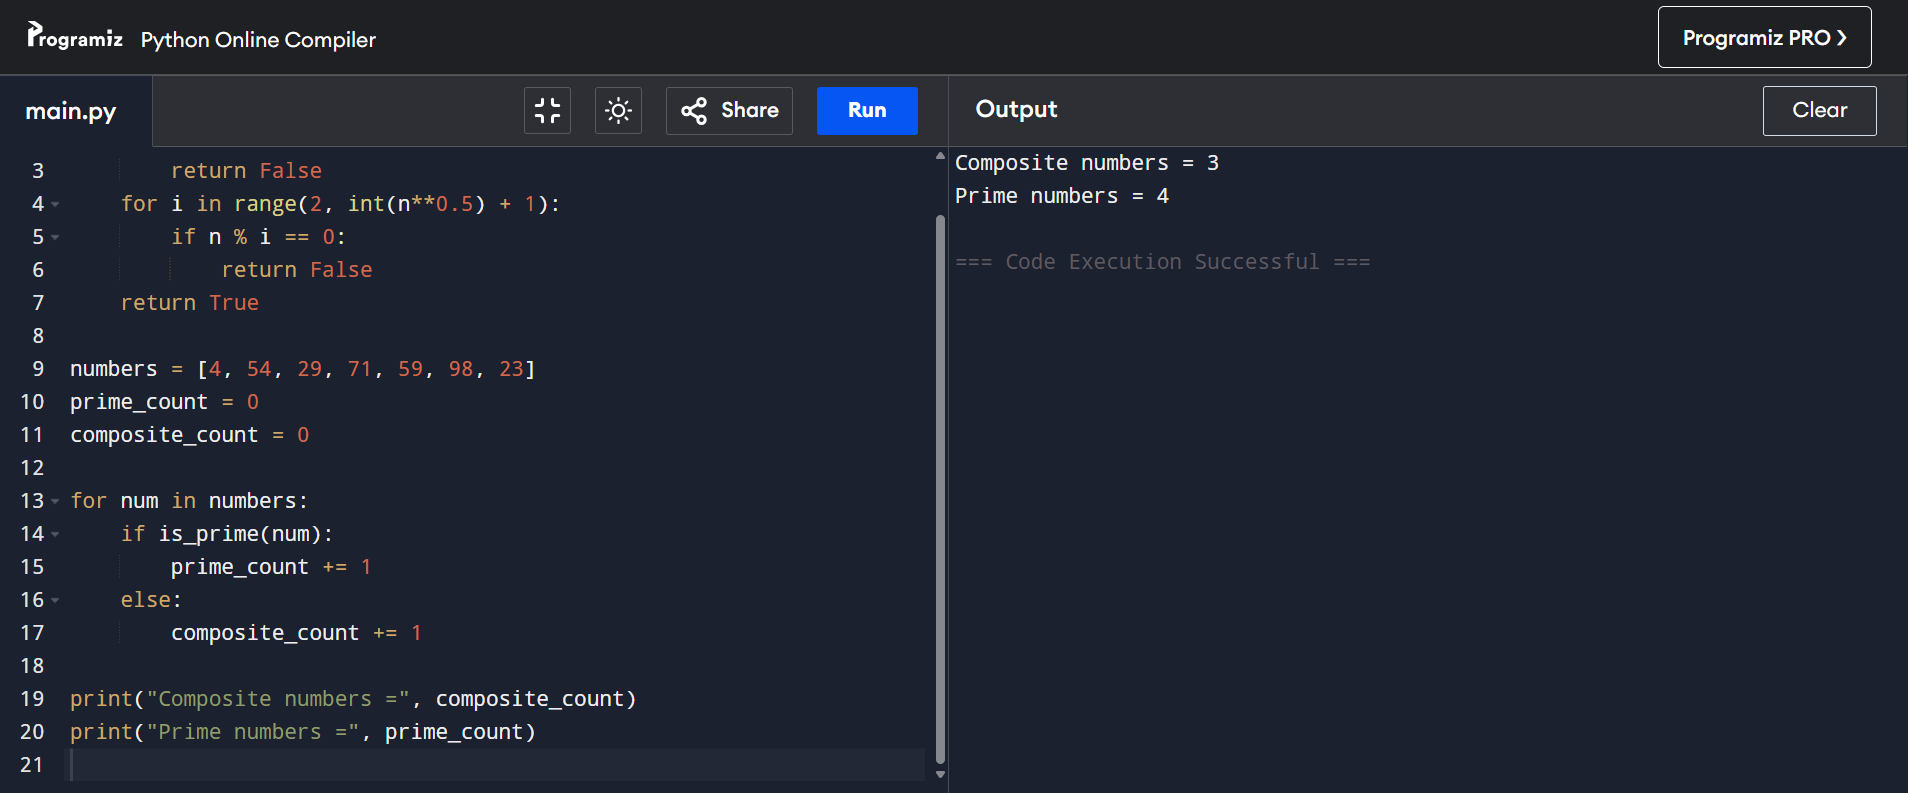 Programiz Python Online Compiler
Programiz PRO ❯
main.py
Share
Run
3         return False
4     for i in range(2, int(n**0.5) + 1):
5         if n % i == 0:
6             return False
7     return True
8
9 numbers = [4, 54, 29, 71, 59, 98, 23]
10 prime_count = 0
11 composite_count = 0
12
13 for num in numbers:
14     if is_prime(num):
15         prime_count += 1
16     else:
17         composite_count += 1
18
19 print("Composite numbers =", composite_count)
20 print("Prime numbers =", prime_count)
21
Output
Clear
Composite numbers = 3
Prime numbers = 4
=== Code Execution Successful ===